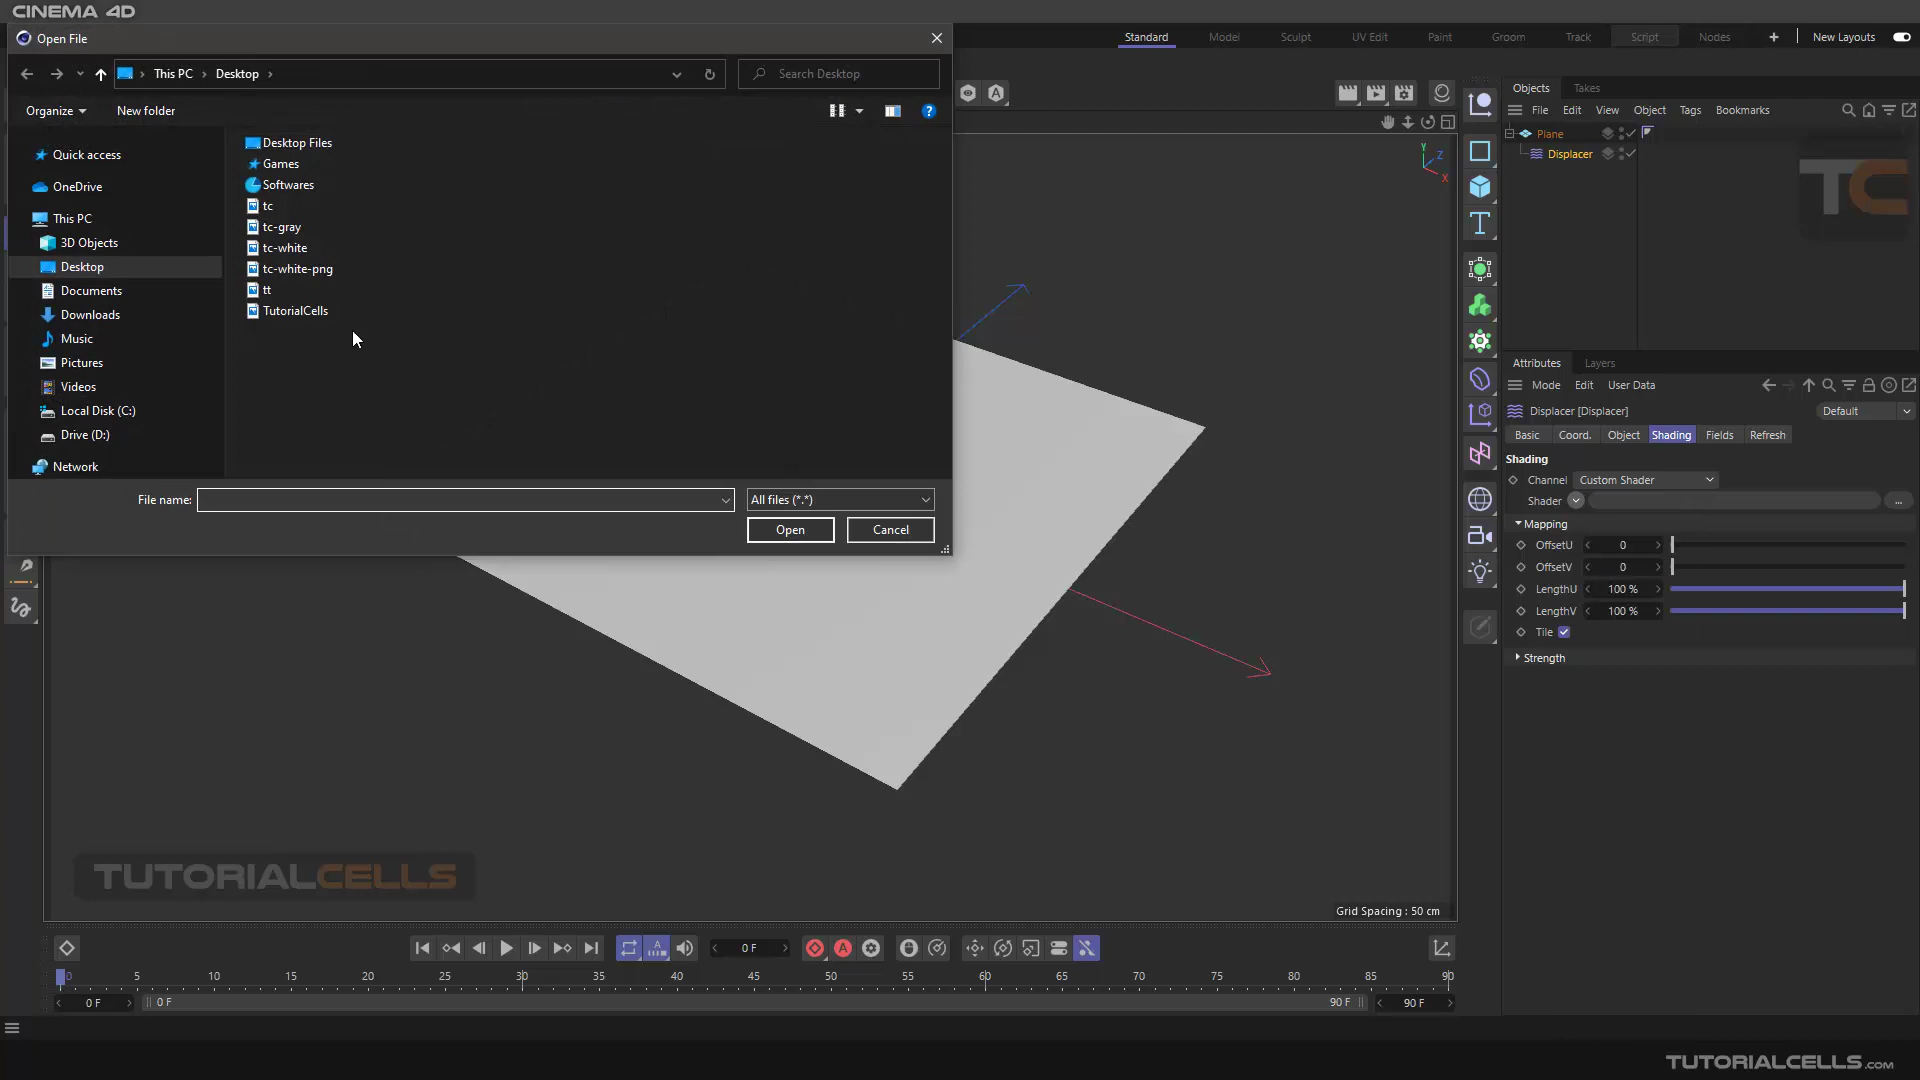 CINEMA 4D
Open File
Standard
Model
Sculpt
UV Edit
Paint
Groom
Track
Script
Nodes
New Layouts
This PC
Desktop
Search Desktop
Organize
New folder
Quick access
OneDrive
This PC
3D Objects
Desktop
Documents
Downloads
Music
Pictures
Videos
Local Disk (C:)
Drive (D:)
Network
Desktop Files
Games
Softwares
tc
tc-gray
tc-white
tc-white-png
tt
TutorialCells
File name:
All files (*.*)
Open
Cancel
Y
Z
X
Objects
Takes
File
Edit
View
Object
Tags
Bookmarks
Plane
Displacer
TC
Attributes
Layers
Mode
Edit
User Data
Displacer [Displacer]
Default
Basic
Coord.
Object
Shading
Fields
Refresh
Shading
Channel
Custom Shader
Shader
...
Mapping
OffsetU
0
OffsetV
0
LengthU
100 %
LengthV
100 %
Tile
Strength
TUTORIALCELLS
Grid Spacing : 50 cm
0 F
0 5 10 15 20 25 30 35 40 45 50 55 60 65 70 75 80 85 90
0 F
0 F
90 F
90 F
TUTORIALCELLS.com